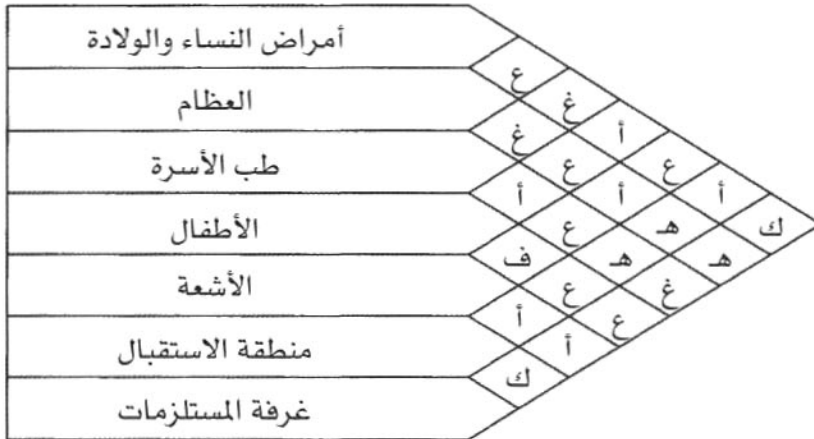 أمراض النساء والولادة
العظام
طب الأسرة
الأطفال
الأشعة
منطقة الاستقبال
غرفة المستلزمات
ع غ أ ع أ ك
غ ع أ هـ هـ
أ ع هـ غ
ف ع ع
أ أ
ك